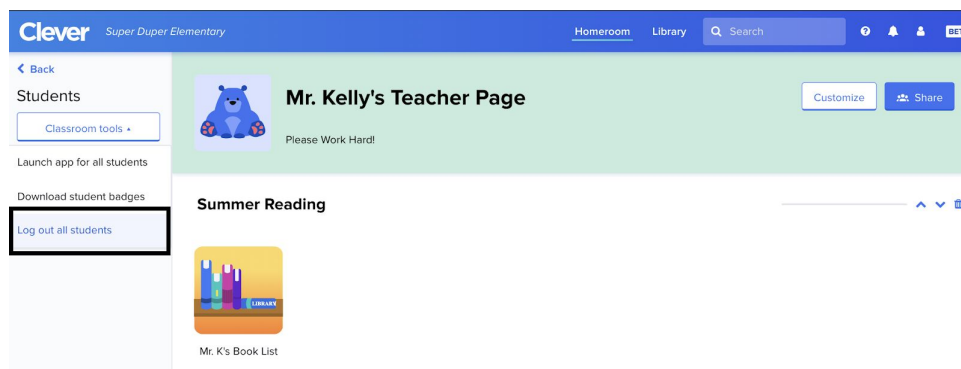 Clever Super Duper Elementary Homeroom Library Search BET
Back
Students
Classroom tools
Launch app for all students
Download student badges
Log out all students
Mr. Kelly's Teacher Page
Please Work Hard!
Customize Share
Summer Reading
LIBRARY
Mr. K's Book List